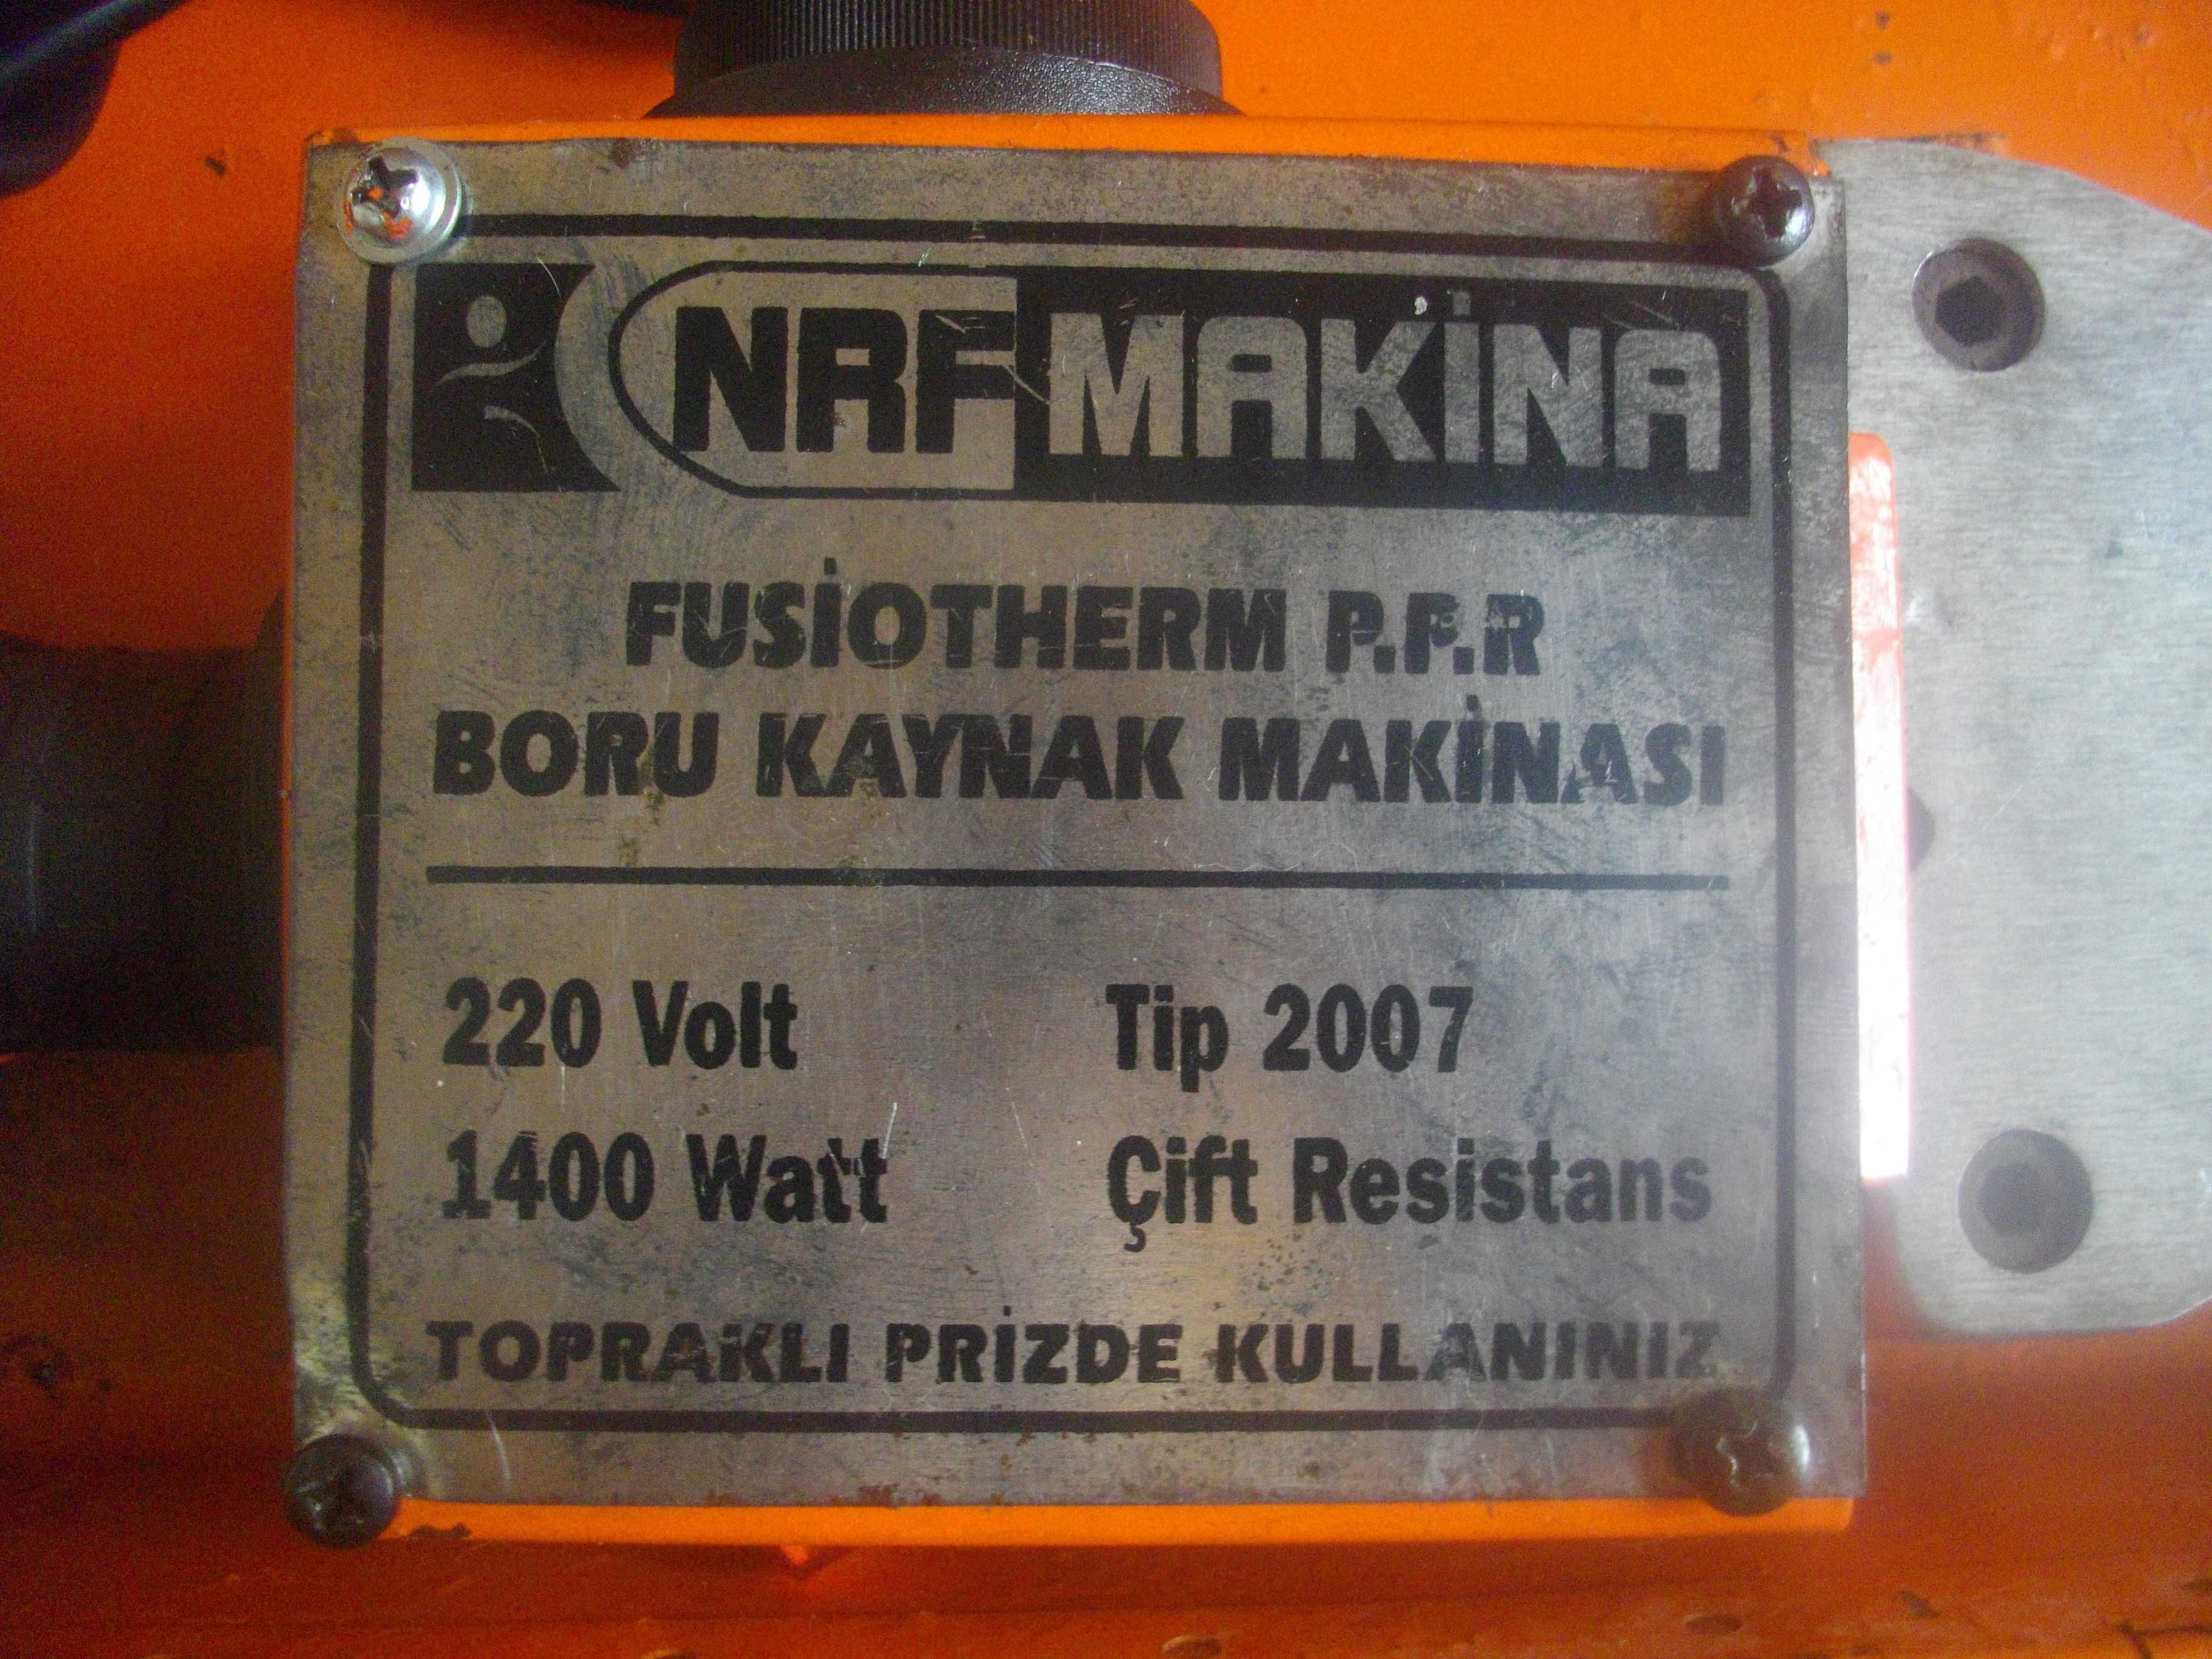 NRF MAKİNA
FUSİOTHERM P.P.R
BORU KAYNAK MAKİNASI
220 Volt Tip 2007
1400 Watt Çift Resistans
TOPRAKLI PRİZDE KULLANINIZ